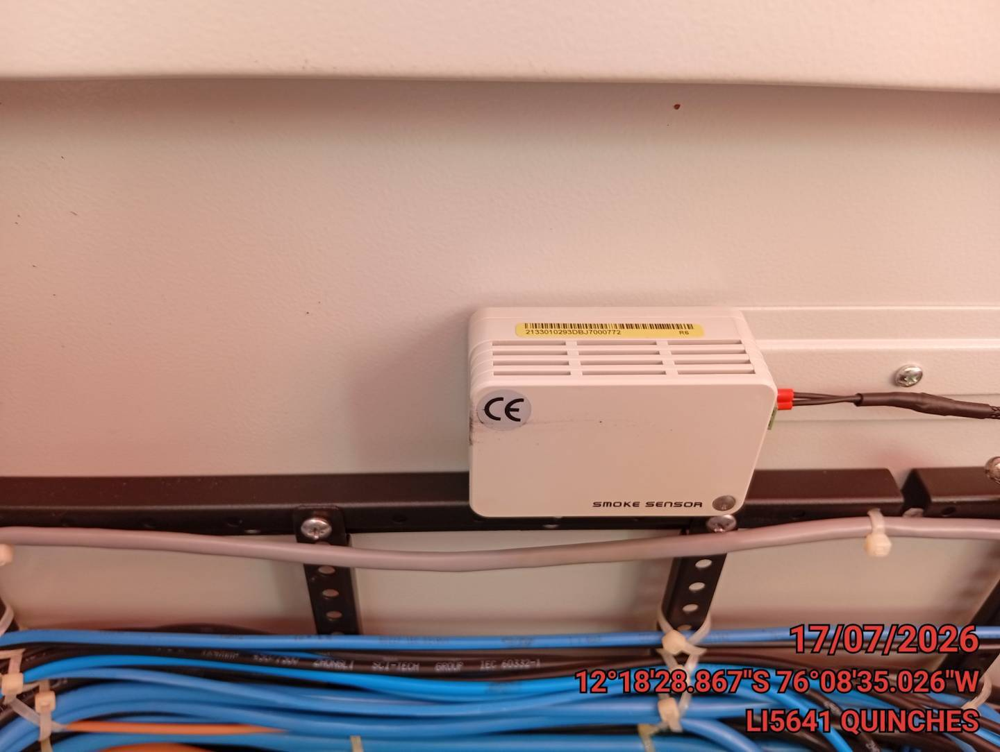 2133010293DBJ7000772 R6
CE
SMOKE SENSOR
ZHONGLI SCI-TECH GROUP IEC 60332-1
17/07/2026
12°18'28.867"S 76°08'35.026"W
LI5641 QUINCHES